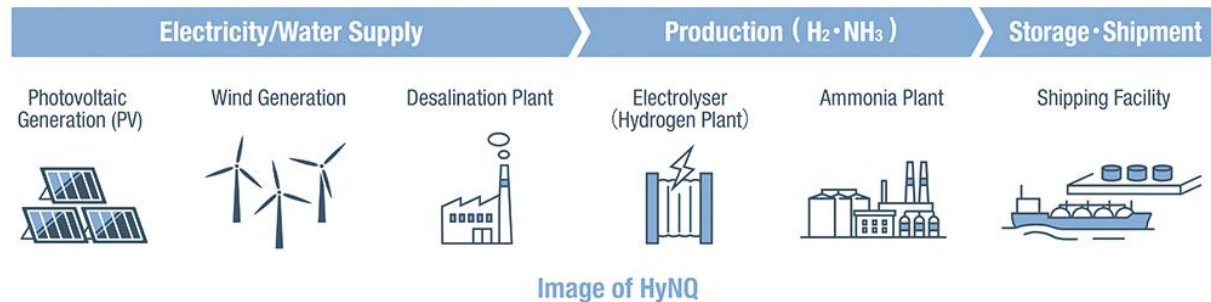 Electricity/Water Supply
Production (H₂・NH₃)
Storage・Shipment
Photovoltaic
Generation (PV)
Wind Generation
Desalination Plant
Electrolyser
(Hydrogen Plant)
Ammonia Plant
Shipping Facility
Image of HyNQ